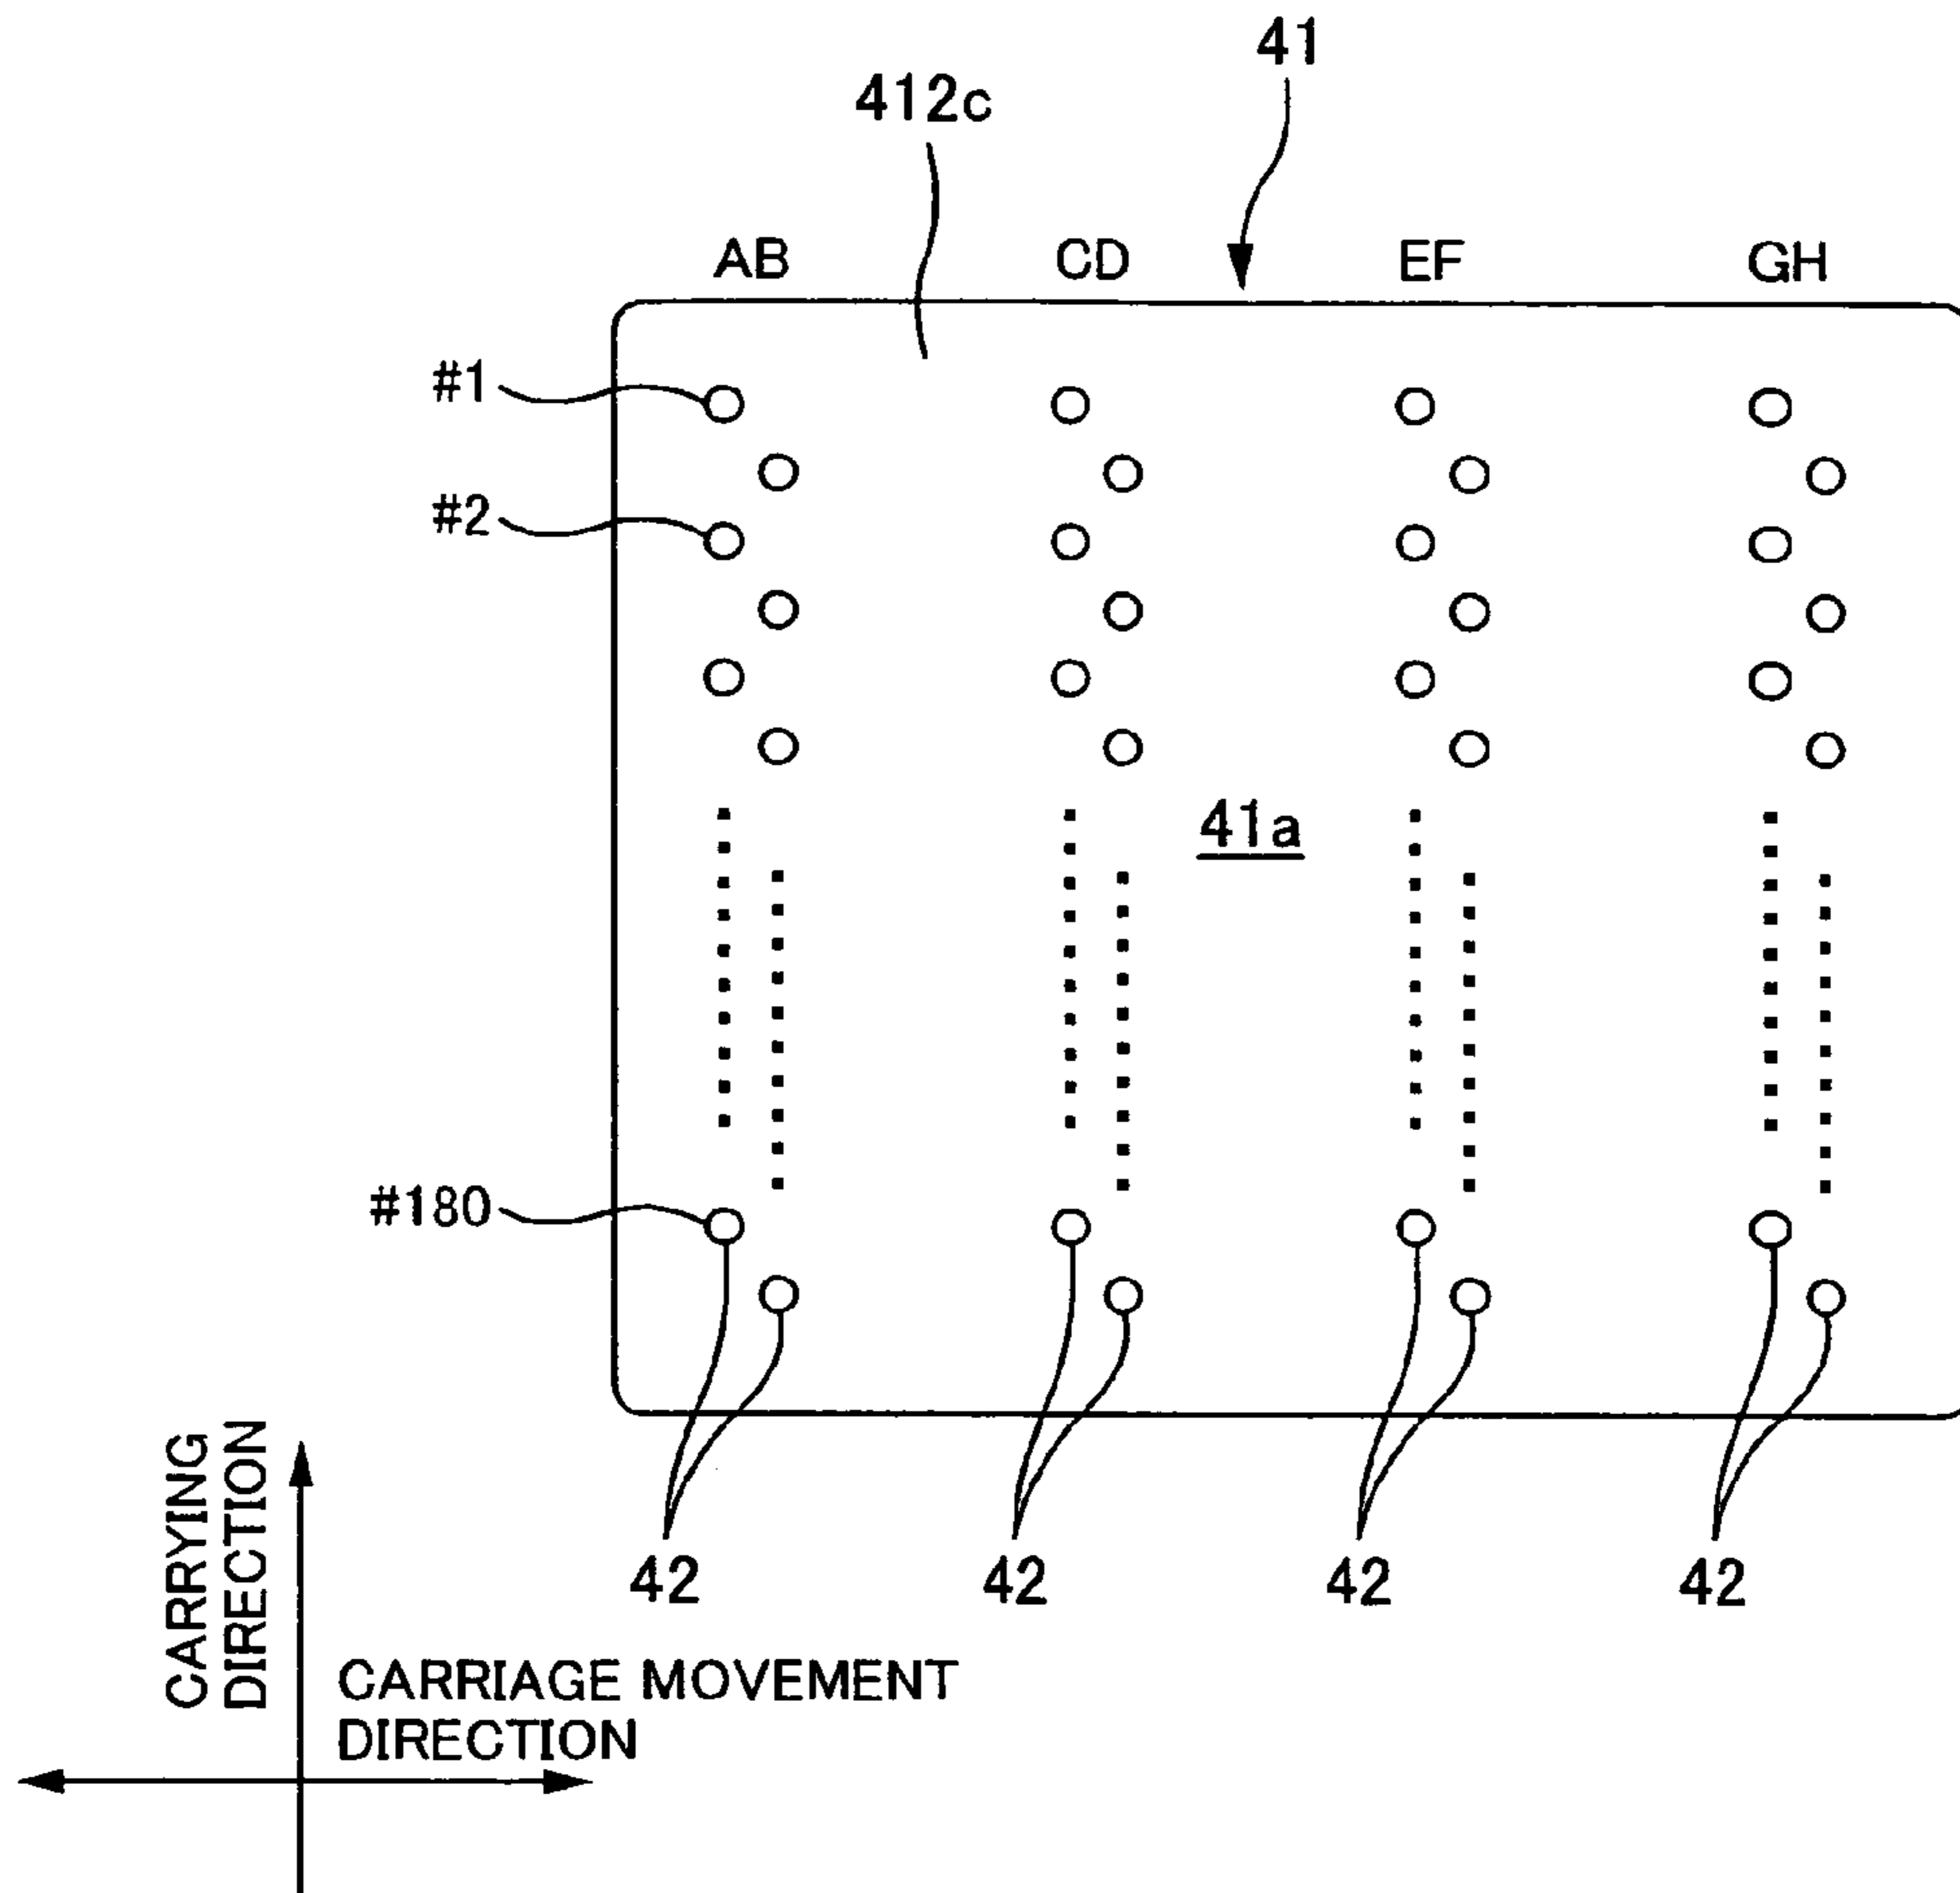 41
412c
AB CD EF GH
#1
#2
41a
#180
42 42 42 42
CARRYING
DIRECTION
CARRIAGE MOVEMENT
DIRECTION